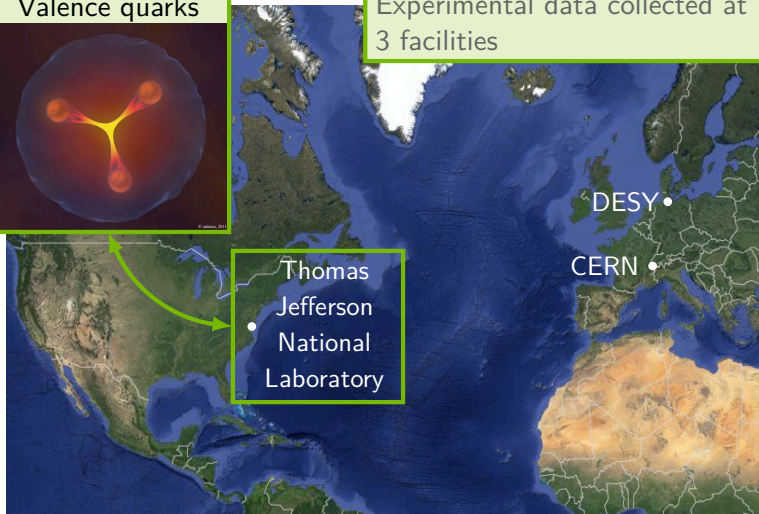 Valence quarks
Experimental data collected at
3 facilities
DESY
CERN
Thomas
Jefferson
National
Laboratory